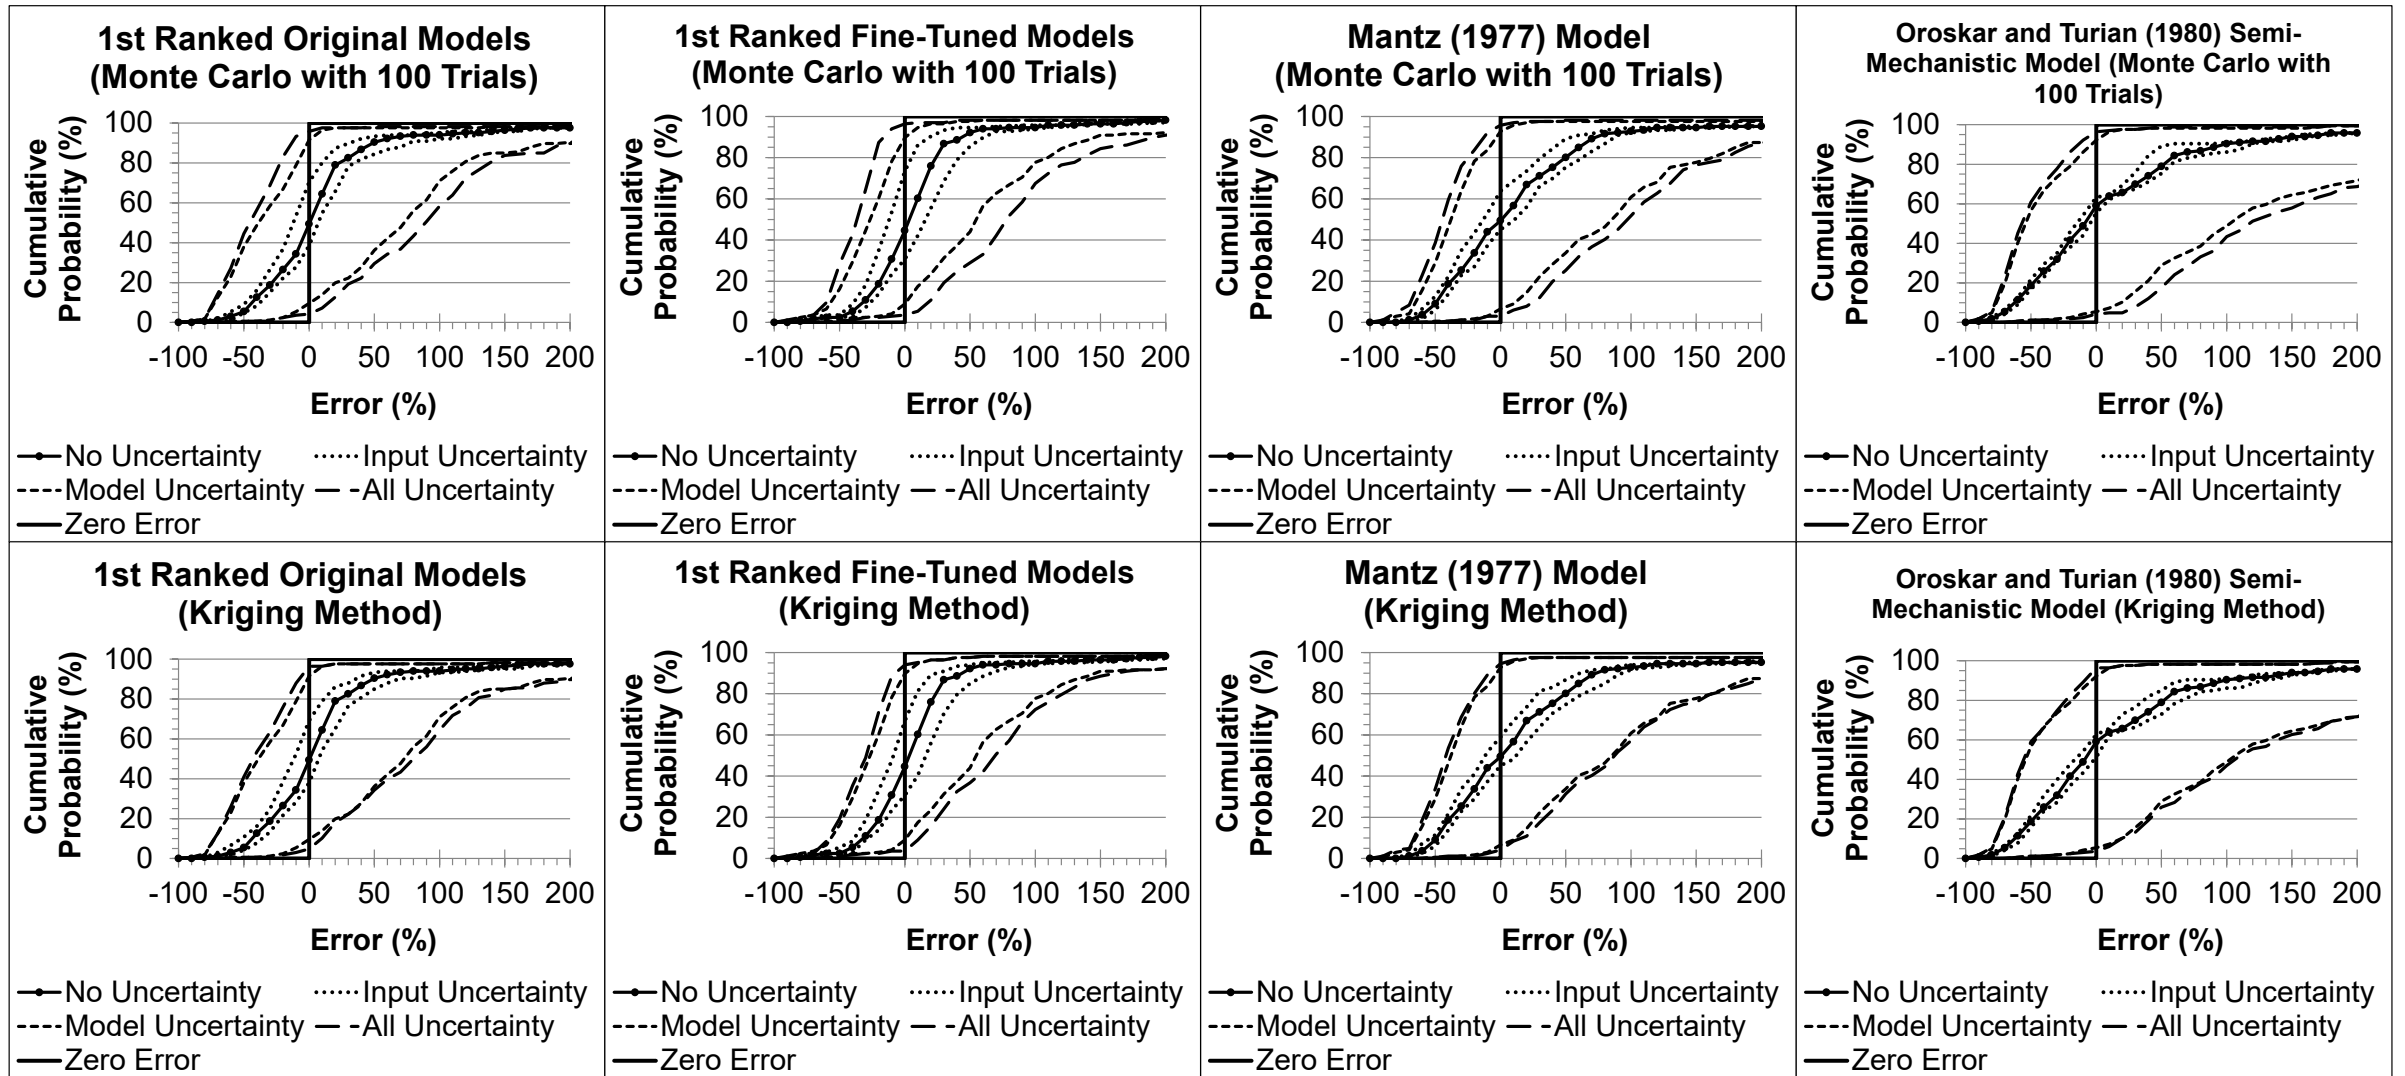 1st Ranked Original Models
(Monte Carlo with 100 Trials)
Cumulative
Probability (%)
100
80
60
40
20
0
-100 -50 0 50 100 150 200
Error (%)
No Uncertainty Input Uncertainty
Model Uncertainty All Uncertainty
Zero Error
1st Ranked Fine-Tuned Models
(Monte Carlo with 100 Trials)
Cumulative
Probability (%)
100
80
60
40
20
0
-100 -50 0 50 100 150 200
Error (%)
No Uncertainty Input Uncertainty
Model Uncertainty All Uncertainty
Zero Error
Mantz (1977) Model
(Monte Carlo with 100 Trials)
Cumulative
Probability (%)
100
80
60
40
20
0
-100 -50 0 50 100 150 200
Error (%)
No Uncertainty Input Uncertainty
Model Uncertainty All Uncertainty
Zero Error
Oroskar and Turian (1980) Semi-
Mechanistic Model (Monte Carlo with
100 Trials)
Cumulative
Probability (%)
100
80
60
40
20
0
-100 -50 0 50 100 150 200
Error (%)
No Uncertainty Input Uncertainty
Model Uncertainty All Uncertainty
Zero Error
1st Ranked Original Models
(Kriging Method)
Cumulative
Probability (%)
100
80
60
40
20
0
-100 -50 0 50 100 150 200
Error (%)
No Uncertainty Input Uncertainty
Model Uncertainty All Uncertainty
Zero Error
1st Ranked Fine-Tuned Models
(Kriging Method)
Cumulative
Probability (%)
100
80
60
40
20
0
-100 -50 0 50 100 150 200
Error (%)
No Uncertainty Input Uncertainty
Model Uncertainty All Uncertainty
Zero Error
Mantz (1977) Model
(Kriging Method)
Cumulative
Probability (%)
100
80
60
40
20
0
-100 -50 0 50 100 150 200
Error (%)
No Uncertainty Input Uncertainty
Model Uncertainty All Uncertainty
Zero Error
Oroskar and Turian (1980) Semi-
Mechanistic Model (Kriging Method)
Cumulative
Probability (%)
100
80
60
40
20
0
-100 -50 0 50 100 150 200
Error (%)
No Uncertainty Input Uncertainty
Model Uncertainty All Uncertainty
Zero Error